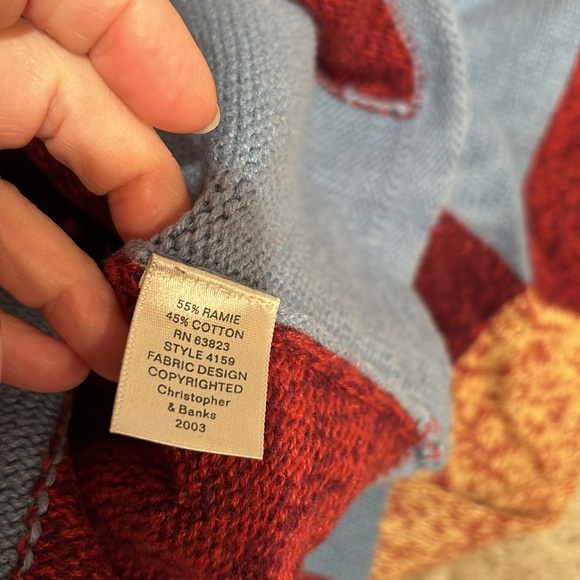 55% RAMIE
45% COTTON
RN 63823
STYLE 4159
FABRIC DESIGN
COPYRIGHTED
Christopher
& Banks
2003